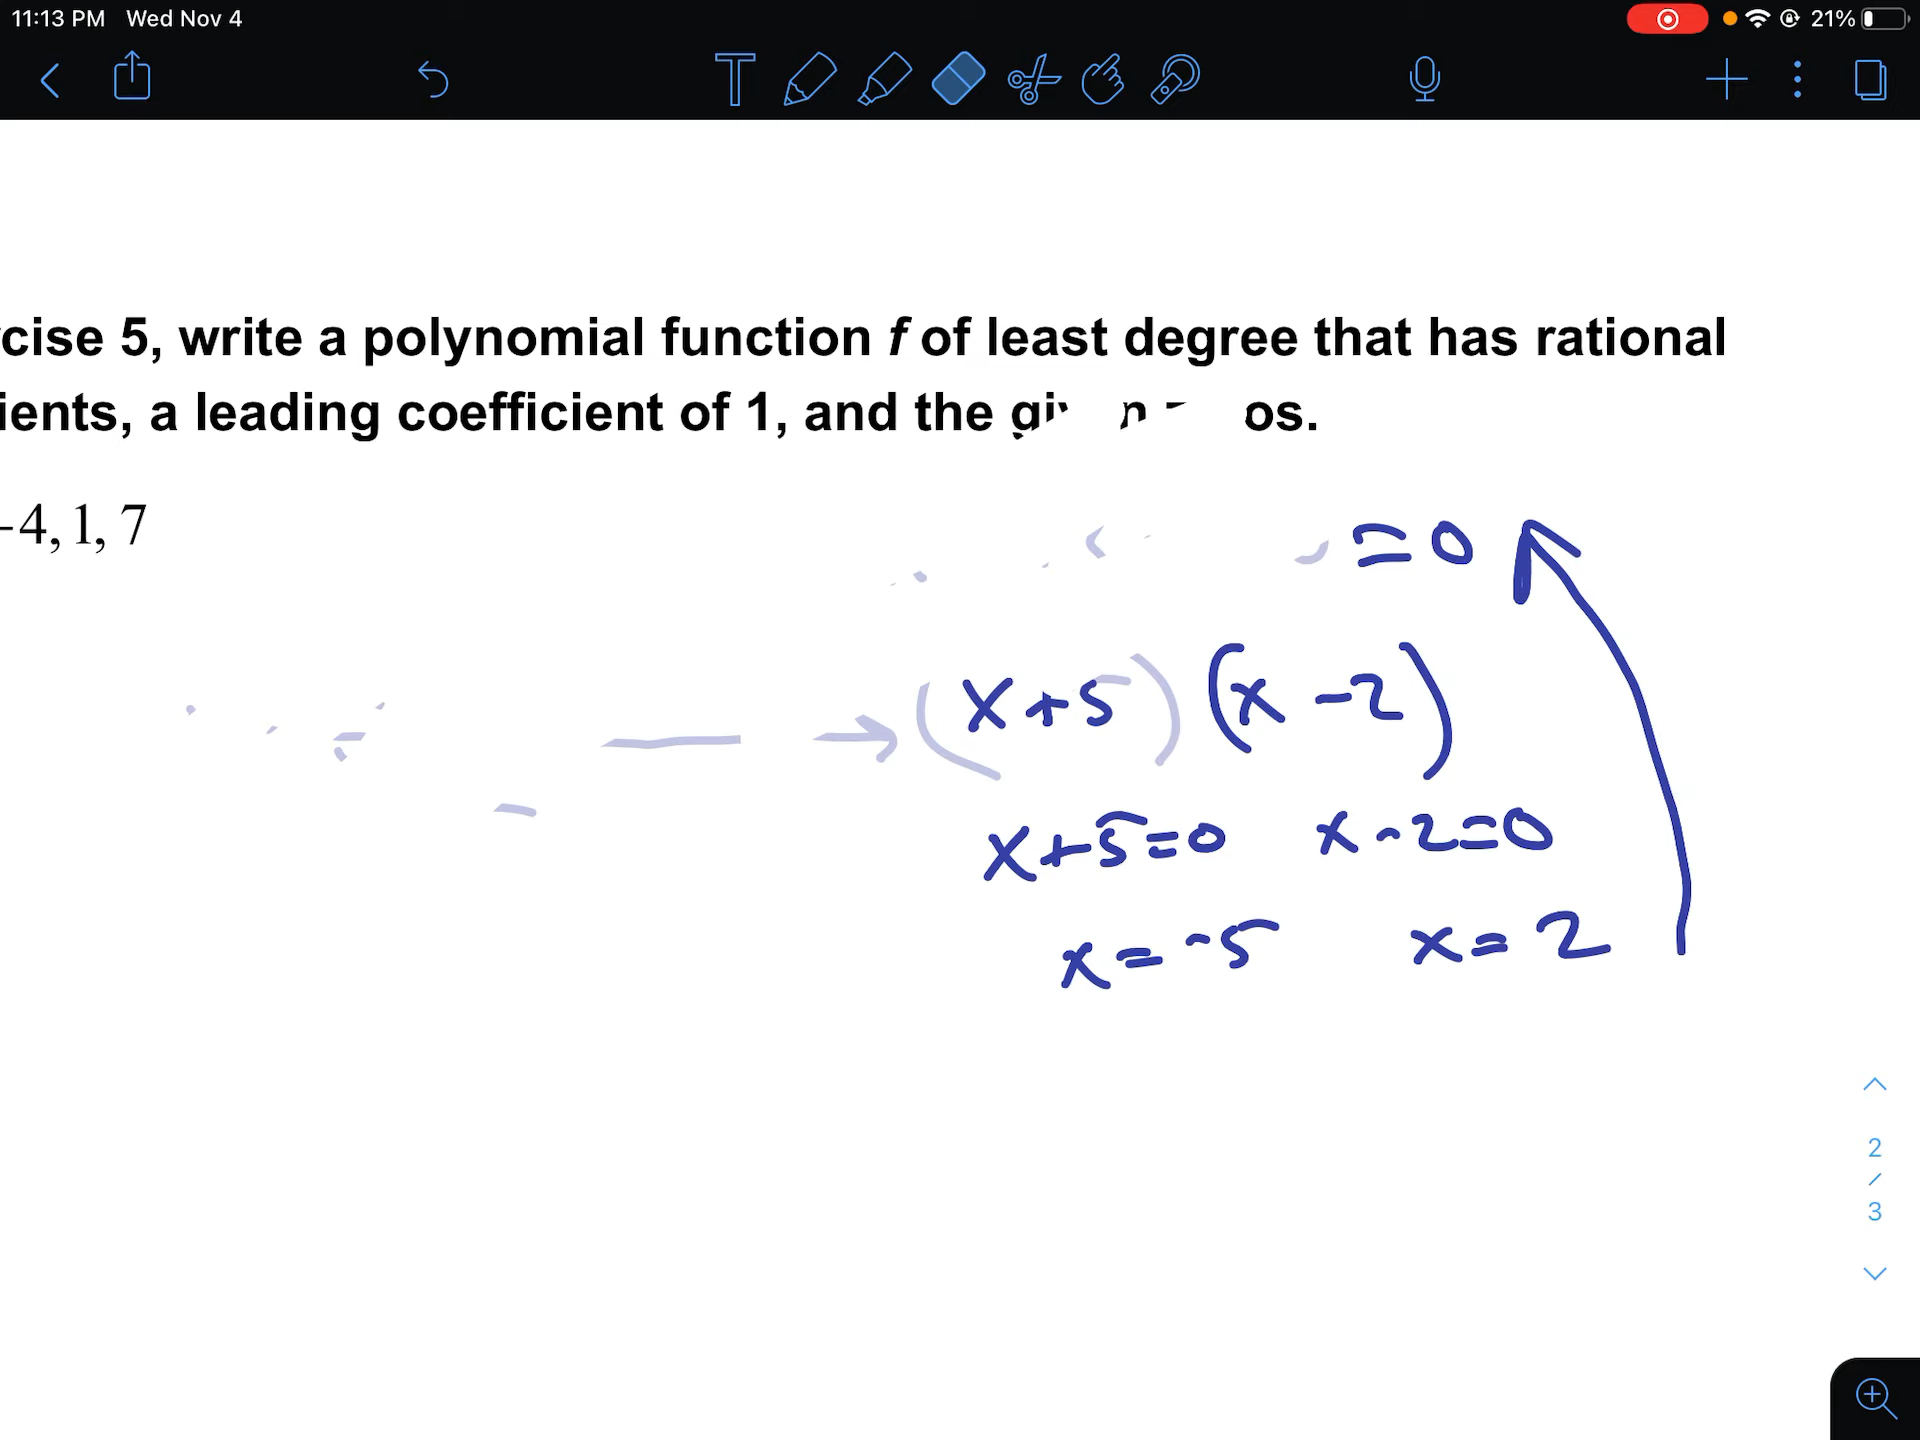 11:13 PM Wed Nov 4 21%
T
cise 5, write a polynomial function f of least degree that has rational
ients, a leading coefficient of 1, and the os.
-4, 1, 7
=0
(x+5) (x-2)
x+5=0 x-2=0
x=-5 x=2
2
/
3